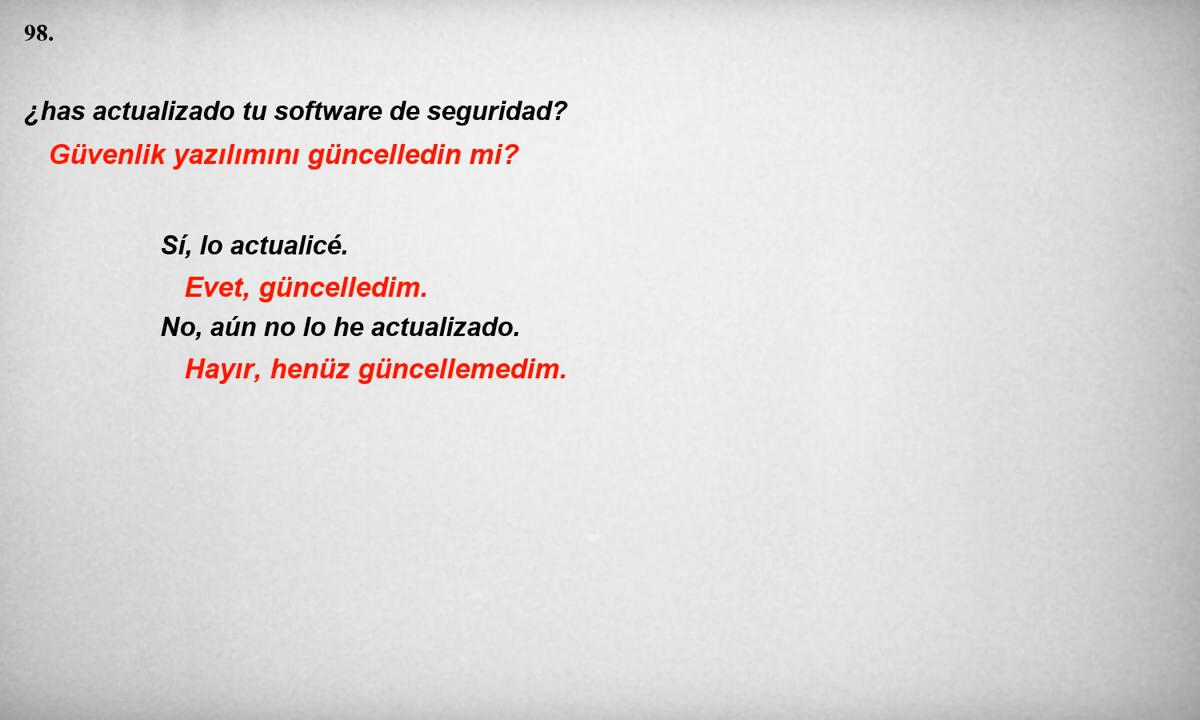 98.
¿has actualizado tu software de seguridad?
Güvenlik yazılımını güncelledin mi?
Sí, lo actualicé.
Evet, güncelledim.
No, aún no lo he actualizado.
Hayır, henüz güncellemedim.